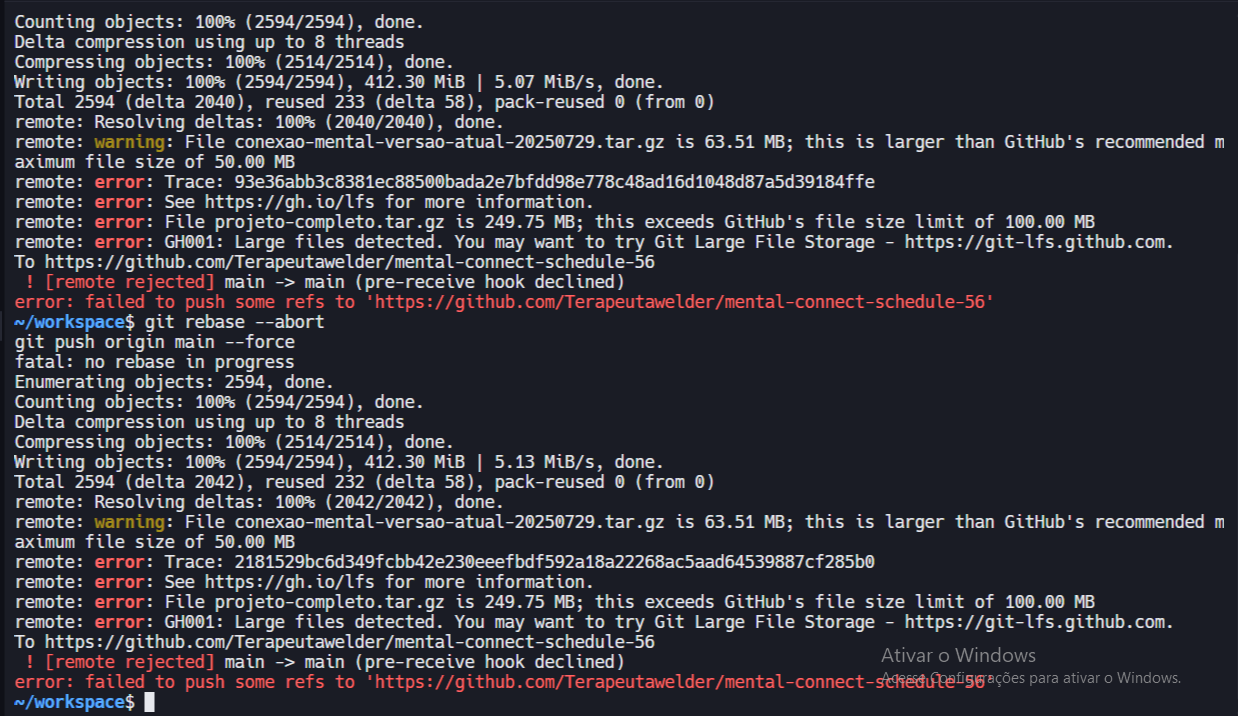 Counting objects: 100% (2594/2594), done.
Delta compression using up to 8 threads
Compressing objects: 100% (2514/2514), done.
Writing objects: 100% (2594/2594), 412.30 MiB | 5.07 MiB/s, done.
Total 2594 (delta 2040), reused 233 (delta 58), pack-reused 0 (from 0)
remote: Resolving deltas: 100% (2040/2040), done.
remote: warning: File conexao-mental-versao-atual-20250729.tar.gz is 63.51 MB; this is larger than GitHub's recommended m
aximum file size of 50.00 MB
remote: error: Trace: 93e36abb3c8381ec88500bada2e7bfdd98e778c48ad16d1048d87a5d39184ffe
remote: error: See https://gh.io/lfs for more information.
remote: error: File projeto-completo.tar.gz is 249.75 MB; this exceeds GitHub's file size limit of 100.00 MB
remote: error: GH001: Large files detected. You may want to try Git Large File Storage - https://git-lfs.github.com.
To https://github.com/Terapeutawelder/mental-connect-schedule-56
! [remote rejected] main -> main (pre-receive hook declined)
error: failed to push some refs to 'https://github.com/Terapeutawelder/mental-connect-schedule-56'
~/workspace$ git rebase --abort
git push origin main --force
fatal: no rebase in progress
Enumerating objects: 2594, done.
Counting objects: 100% (2594/2594), done.
Delta compression using up to 8 threads
Compressing objects: 100% (2514/2514), done.
Writing objects: 100% (2594/2594), 412.30 MiB | 5.13 MiB/s, done.
Total 2594 (delta 2042), reused 232 (delta 58), pack-reused 0 (from 0)
remote: Resolving deltas: 100% (2042/2042), done.
remote: warning: File conexao-mental-versao-atual-20250729.tar.gz is 63.51 MB; this is larger than GitHub's recommended m
aximum file size of 50.00 MB
remote: error: Trace: 2181529bc6d349fcbb42e230eeefbdf592a18a22268ac5aad64539887cf285b0
remote: error: See https://gh.io/lfs for more information.
remote: error: File projeto-completo.tar.gz is 249.75 MB; this exceeds GitHub's file size limit of 100.00 MB
remote: error: GH001: Large files detected. You may want to try Git Large File Storage - https://git-lfs.github.com.
To https://github.com/Terapeutawelder/mental-connect-schedule-56
! [remote rejected] main -> main (pre-receive hook declined)
error: failed to push some refs to 'https://github.com/Terapeutawelder/mental-connect-schedule-56'
~/workspace$
Ativar o Windows
Acesse Configurações para ativar o Windows.